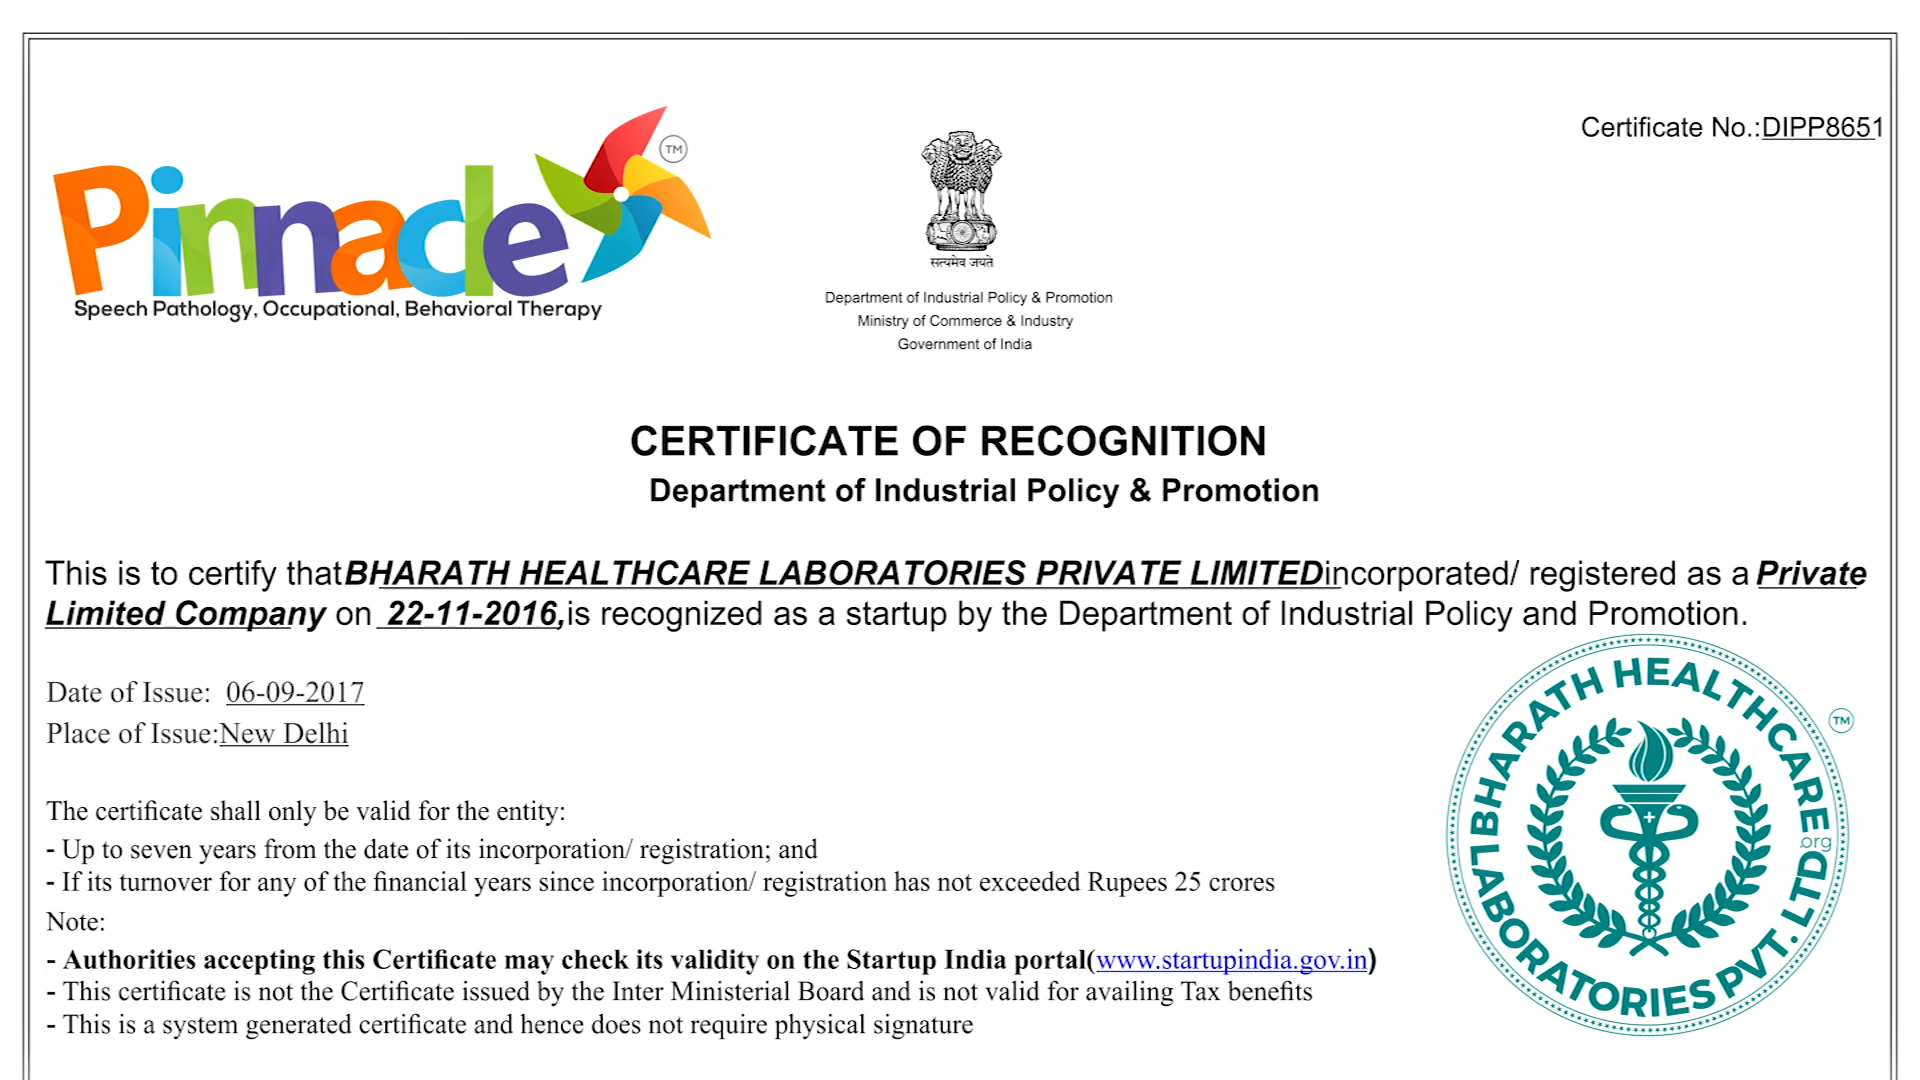 Pinnacle TM
Speech Pathology, Occupational, Behavioral Therapy
Certificate No.:DIPP8651
सत्यमेव जयते
Department of Industrial Policy & Promotion
Ministry of Commerce & Industry
Government of India
CERTIFICATE OF RECOGNITION
Department of Industrial Policy & Promotion
This is to certify thatBHARATH HEALTHCARE LABORATORIES PRIVATE LIMITEDincorporated/ registered as a Private
Limited Company on 22-11-2016,is recognized as a startup by the Department of Industrial Policy and Promotion.
Date of Issue: 06-09-2017
Place of Issue:New Delhi
The certificate shall only be valid for the entity:
- Up to seven years from the date of its incorporation/ registration; and
- If its turnover for any of the financial years since incorporation/ registration has not exceeded Rupees 25 crores
Note:
- Authorities accepting this Certificate may check its validity on the Startup India portal(www.startupindia.gov.in)
- This certificate is not the Certificate issued by the Inter Ministerial Board and is not valid for availing Tax benefits
- This is a system generated certificate and hence does not require physical signature
BHARATH HEALTHCARE
.org
LABORATORIES PVT. LTD
TM